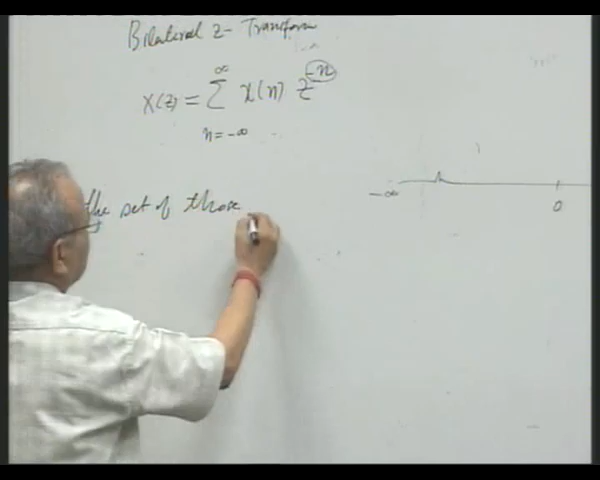 Bilateral z-Transform
X(z) = ∑ x(n) z^{-n}
∞
n = -∞
the set of those
-∞ 0